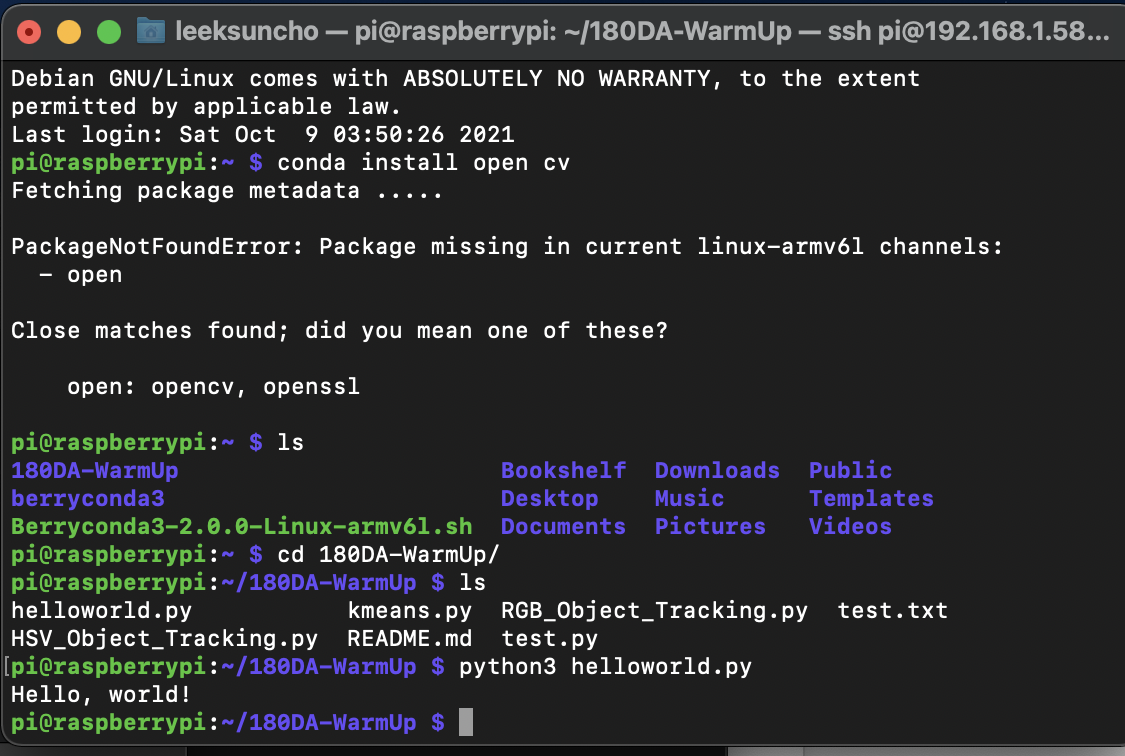 leeksuncho — pi@raspberrypi: ~/180DA-WarmUp — ssh pi@192.168.1.58...
Debian GNU/Linux comes with ABSOLUTELY NO WARRANTY, to the extent
permitted by applicable law.
Last login: Sat Oct  9 03:50:26 2021
pi@raspberrypi:~ $ conda install open cv
Fetching package metadata .....
PackageNotFoundError: Package missing in current linux-armv6l channels:
  - open
Close matches found; did you mean one of these?
    open: opencv, openssl
pi@raspberrypi:~ $ ls
180DA-WarmUp                       Bookshelf  Downloads  Public
berryconda3                        Desktop    Music      Templates
Berryconda3-2.0.0-Linux-armv6l.sh  Documents  Pictures   Videos
pi@raspberrypi:~ $ cd 180DA-WarmUp/
pi@raspberrypi:~/180DA-WarmUp $ ls
helloworld.py           kmeans.py  RGB_Object_Tracking.py  test.txt
HSV_Object_Tracking.py  README.md  test.py
[pi@raspberrypi:~/180DA-WarmUp $ python3 helloworld.py
Hello, world!
pi@raspberrypi:~/180DA-WarmUp $